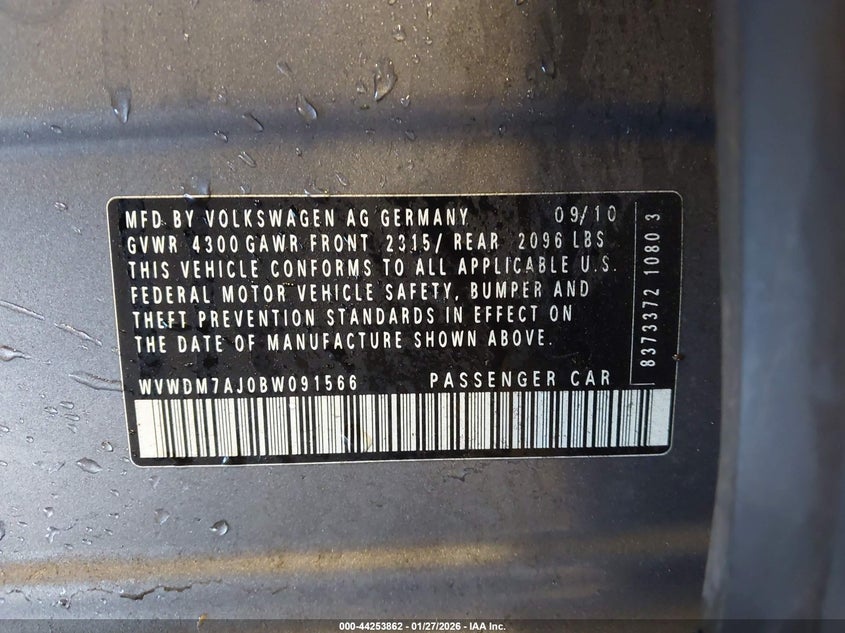 MFD BY VOLKSWAGEN AG GERMANY 09/10
GVWR 4300 GAWR FRONT 2315/ REAR 2096 LBS
THIS VEHICLE CONFORMS TO ALL APPLICABLE U.S.
FEDERAL MOTOR VEHICLE SAFETY, BUMPER AND
THEFT PREVENTION STANDARDS IN EFFECT ON
THE DATE OF MANUFACTURE SHOWN ABOVE.
WVWDM7AJ0BW091566 PASSENGER CAR
8373372 10803
000-44253862 - 01/27/2026 - IAA Inc.